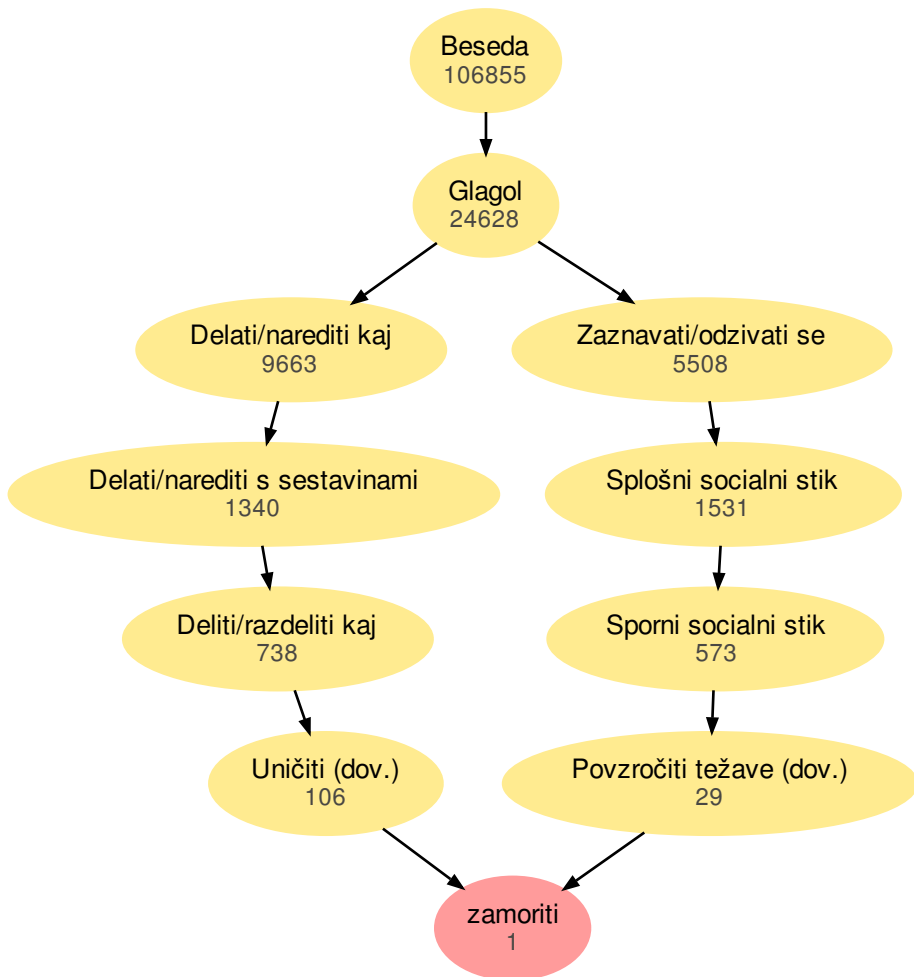 Beseda
106855
Glagol
24628
Delati/narediti kaj
9663
Zaznavati/odzivati se
5508
Delati/narediti s sestavinami
1340
Splošni socialni stik
1531
Deliti/razdeliti kaj
738
Sporni socialni stik
573
Uničiti (dov.)
106
Povzročiti težave (dov.)
29
zamoriti
1